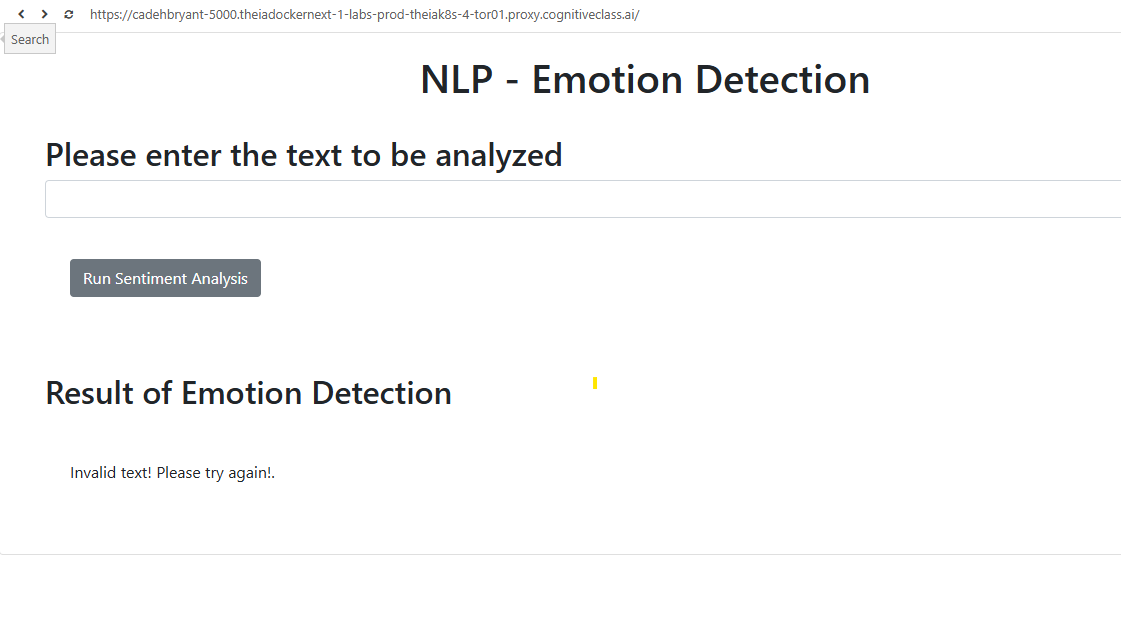 https://cadehbryant-5000.theiadockernext-1-labs-prod-theiak8s-4-tor01.proxy.cognitiveclass.ai/
Search
NLP - Emotion Detection
Please enter the text to be analyzed
Run Sentiment Analysis
Result of Emotion Detection
Invalid text! Please try again!.